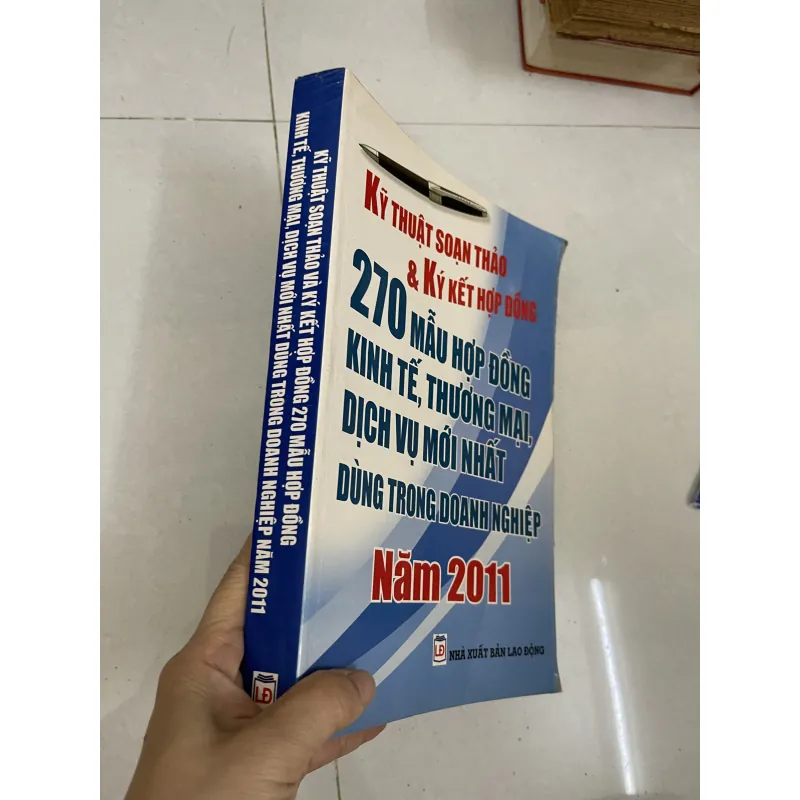 KỸ THUẬT SOẠN THẢO VÀ KÝ KẾT HỢP ĐỒNG 270 MẪU HỢP ĐỒNG
KINH TẾ, THƯƠNG MẠI, DỊCH VỤ MỚI NHẤT DÙNG TRONG DOANH NGHIỆP NĂM 2011
LĐ
KỸ THUẬT SOẠN THẢO
& KÝ KẾT HỢP ĐỒNG
270 MẪU HỢP ĐỒNG
KINH TẾ, THƯƠNG MẠI,
DỊCH VỤ MỚI NHẤT
DÙNG TRONG DOANH NGHIỆP
Năm 2011
LĐ NHÀ XUẤT BẢN LAO ĐỘNG